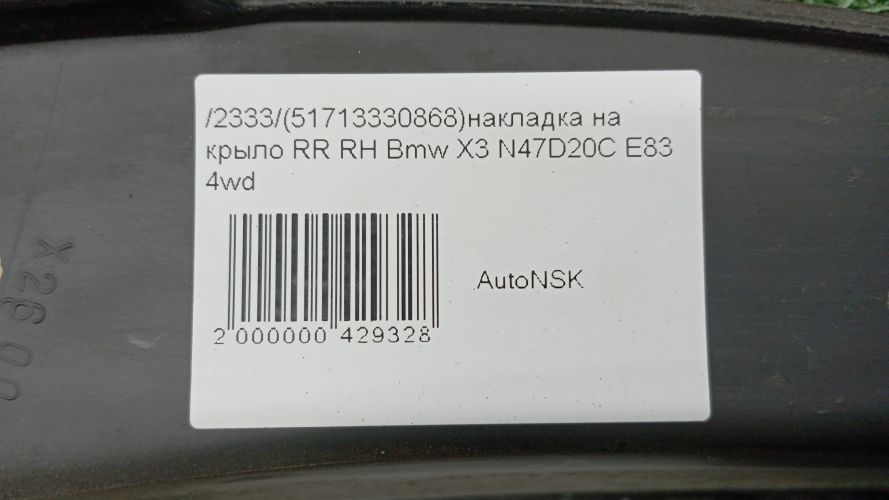 /2333/(51713330868)накладка на
крыло RR RH Bmw X3 N47D20C E83
4wd
AutoNSK
2 000000 429328